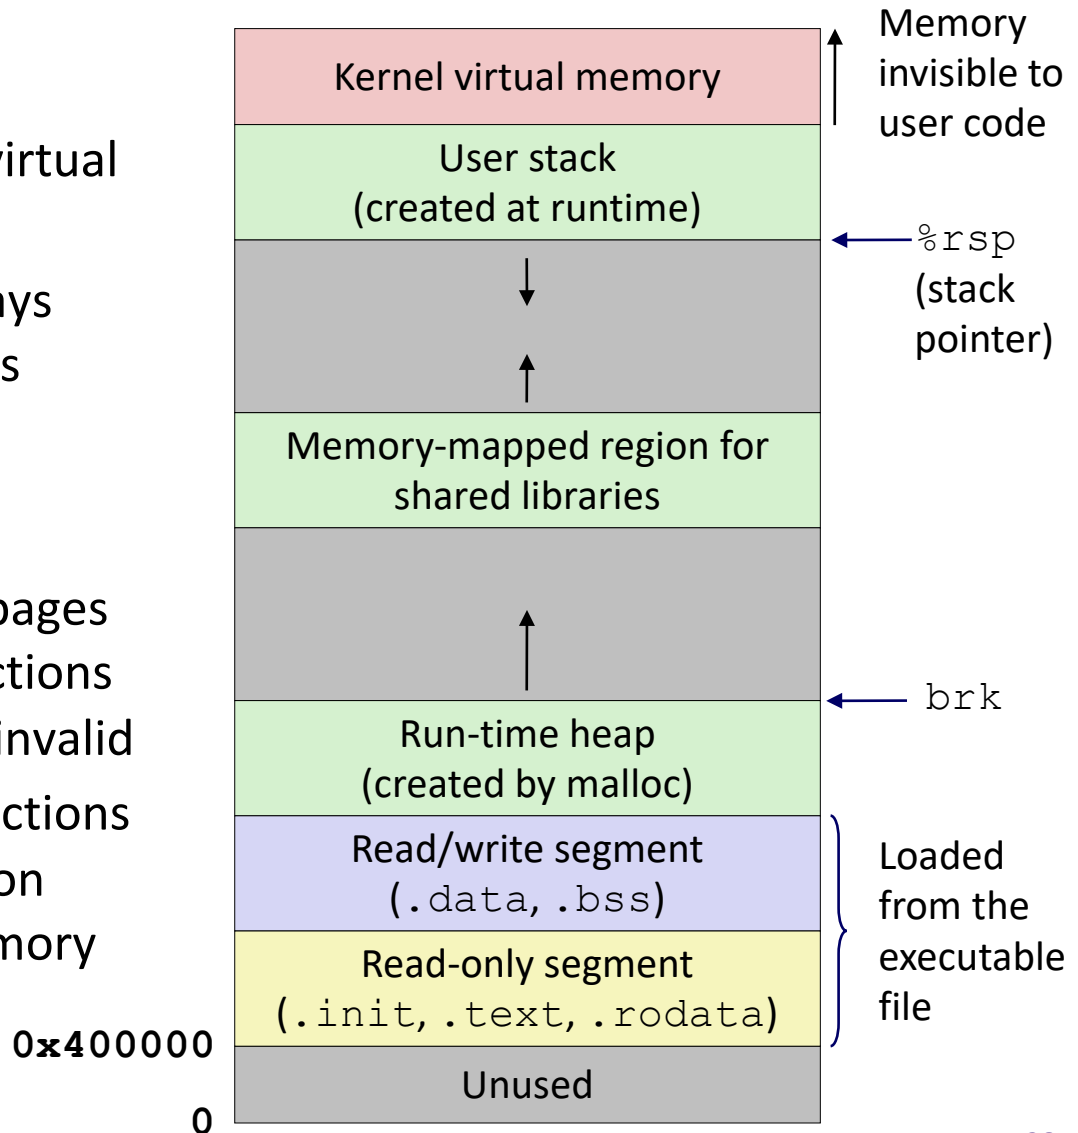 virtual
ays
s
pages
ctions
invalid
ctions
on
mory
Kernel virtual memory
User stack
(created at runtime)
Memory-mapped region for
shared libraries
Run-time heap
(created by malloc)
Read/write segment
(.data, .bss)
Read-only segment
(.init, .text, .rodata)
Unused
0x400000
0
Memory
invisible to
user code
%rsp
(stack
pointer)
brk
Loaded
from the
executable
file